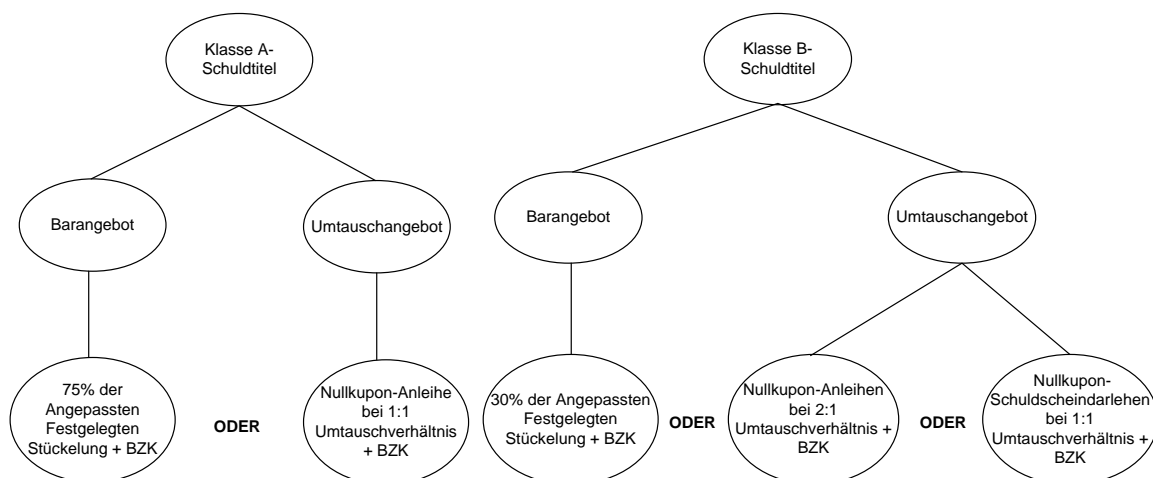 Klasse A-
Schuldtitel
Klasse B-
Schuldtitel
Barangebot
Umtauschangebot
Barangebot
Umtauschangebot
75% der
Angepassten
Festgelegten
Stückelung + BZK
ODER
Nullkupon-Anleihe
bei 1:1
Umtauschverhältnis
+ BZK
30% der Angepassten
Festgelegten
Stückelung + BZK
ODER
Nullkupon-Anleihen
bei 2:1
Umtauschverhältnis +
BZK
ODER
Nullkupon-
Schuldscheindarlehen
bei 1:1
Umtauschverhältnis +
BZK